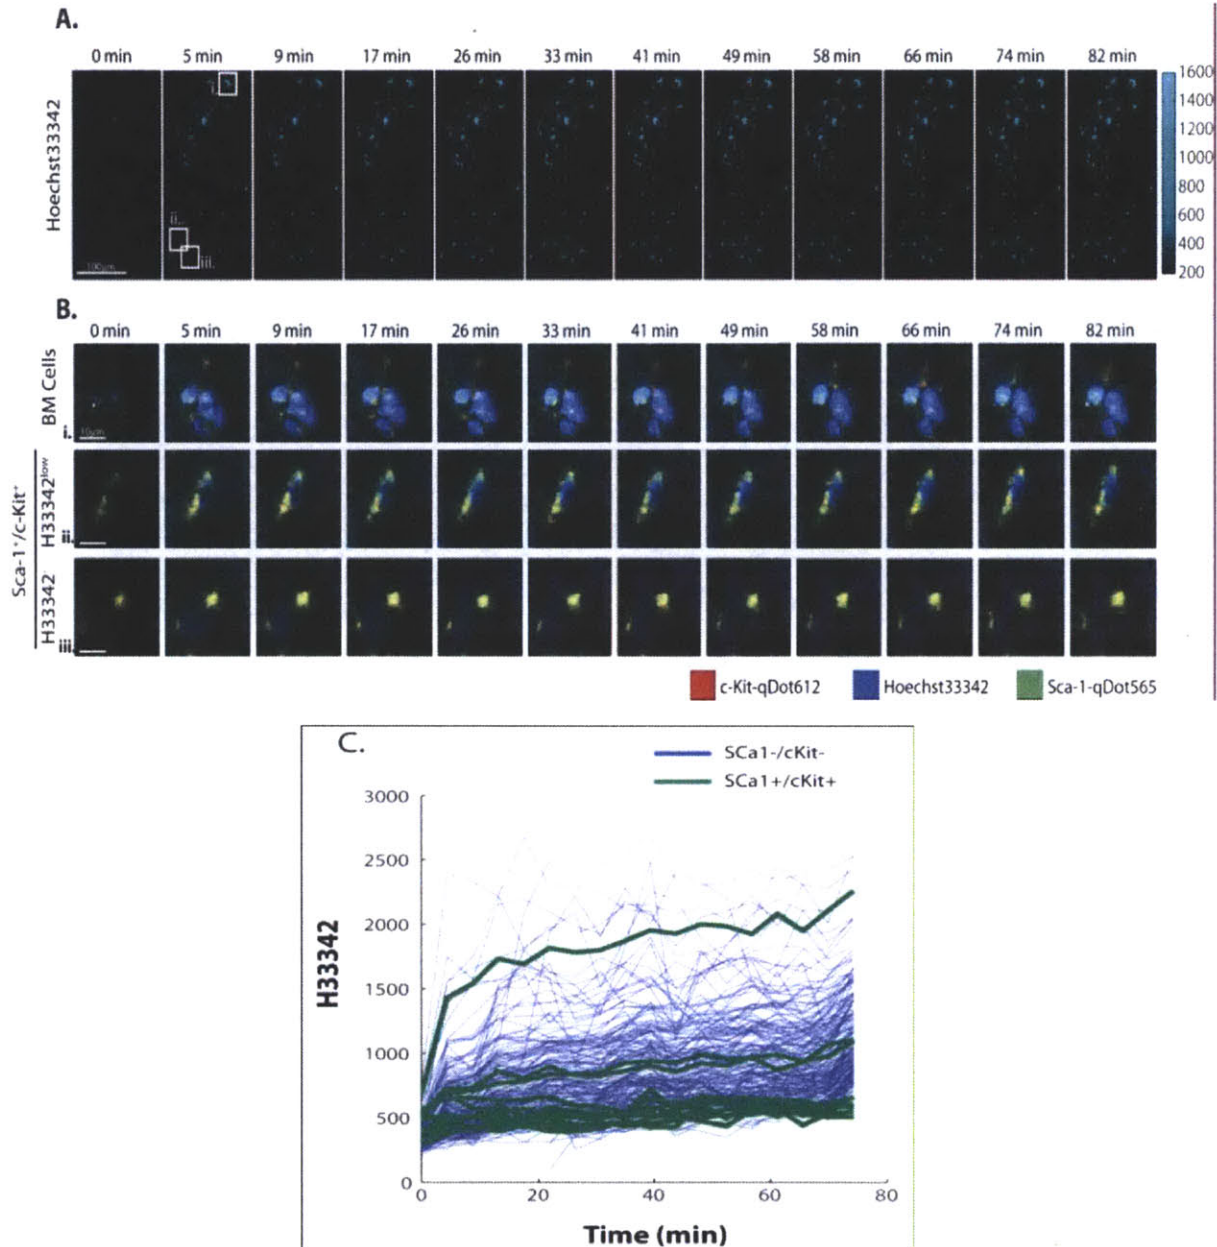 A.
0 min 5 min 9 min 17 min 26 min 33 min 41 min 49 min 58 min 66 min 74 min 82 min
Hoechst33342
i.
ii.
iii.
100μm
1600
1400
1200
1000
800
600
400
200
B.
0 min 5 min 9 min 17 min 26 min 33 min 41 min 49 min 58 min 66 min 74 min 82 min
BM Cells
i.
10μm
Sca-1⁺/c-Kit⁺
H33342ˡᵒʷ
ii.
H33342⁻
iii.
c-Kit-qDot612 Hoechst33342 Sca-1-qDot565
C.
SCa1-/cKit-
SCa1+/cKit+
3000
2500
2000
1500
1000
500
0
H33342
0 20 40 60 80
Time (min)